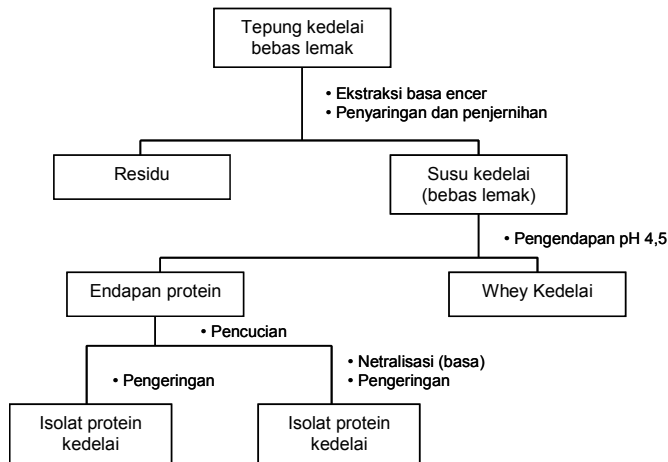 Tepung kedelai
bebas lemak
• Ekstraksi basa encer
• Penyaringan dan penjernihan
Residu
Susu kedelai
(bebas lemak)
• Pengendapan pH 4,5
Endapan protein
Whey Kedelai
• Pencucian
• Pengeringan
• Netralisasi (basa)
• Pengeringan
Isolat protein
kedelai
Isolat protein
kedelai